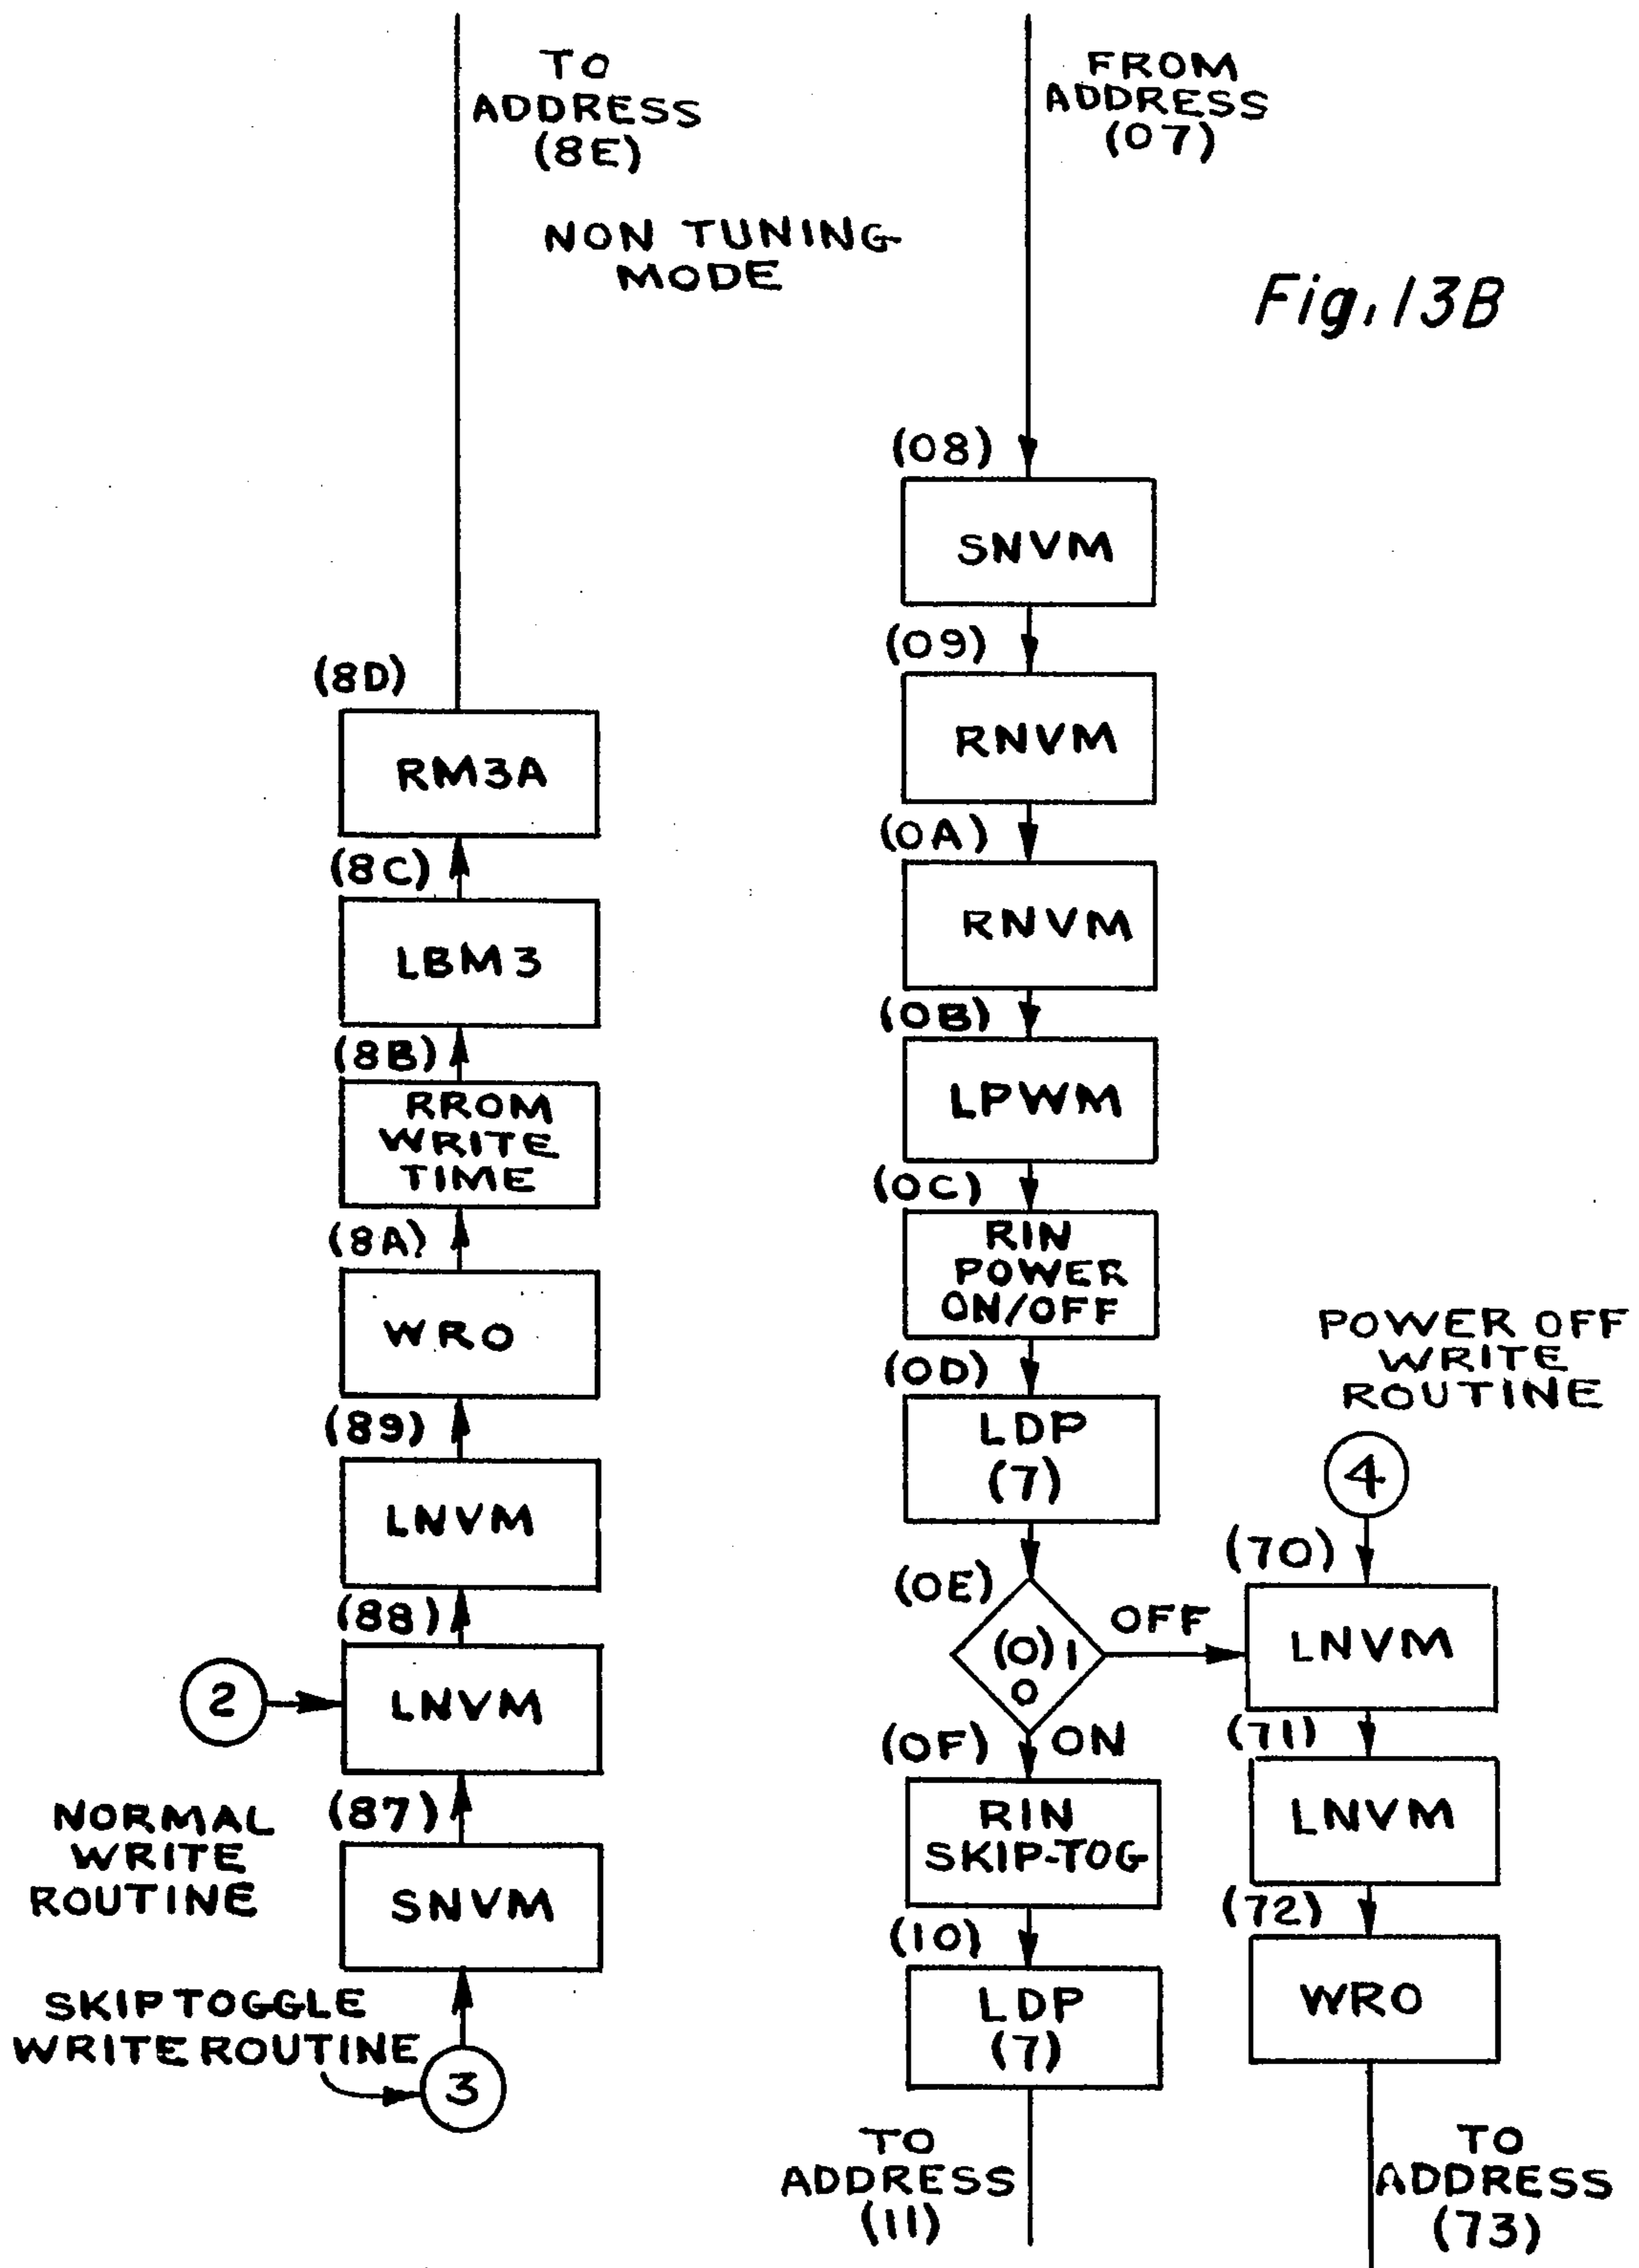 TO
ADDRESS
(8E)
NON TUNING
MODE
FROM
ADDRESS
(07)
Fig. 13B
(8D)
RM3A
(8C)
LBM3
(8B)
RROM
WRITE
TIME
(8A)
WRO
(89)
LNVM
(88)
2
LNVM
NORMAL
WRITE
ROUTINE
(87)
SNVM
SKIP TOGGLE
WRITE ROUTINE
3
(08)
SNVM
(09)
RNVM
(0A)
RNVM
(0B)
LPWM
(0C)
RIN
POWER
ON/OFF
(0D)
LDP
(7)
(0E)
(0) 1
0
OFF
ON
(0F)
RIN
SKIP-TOG
(10)
LDP
(7)
TO
ADDRESS
(11)
POWER OFF
WRITE
ROUTINE
4
(70)
LNVM
(71)
LNVM
(72)
WRO
TO
ADDRESS
(73)